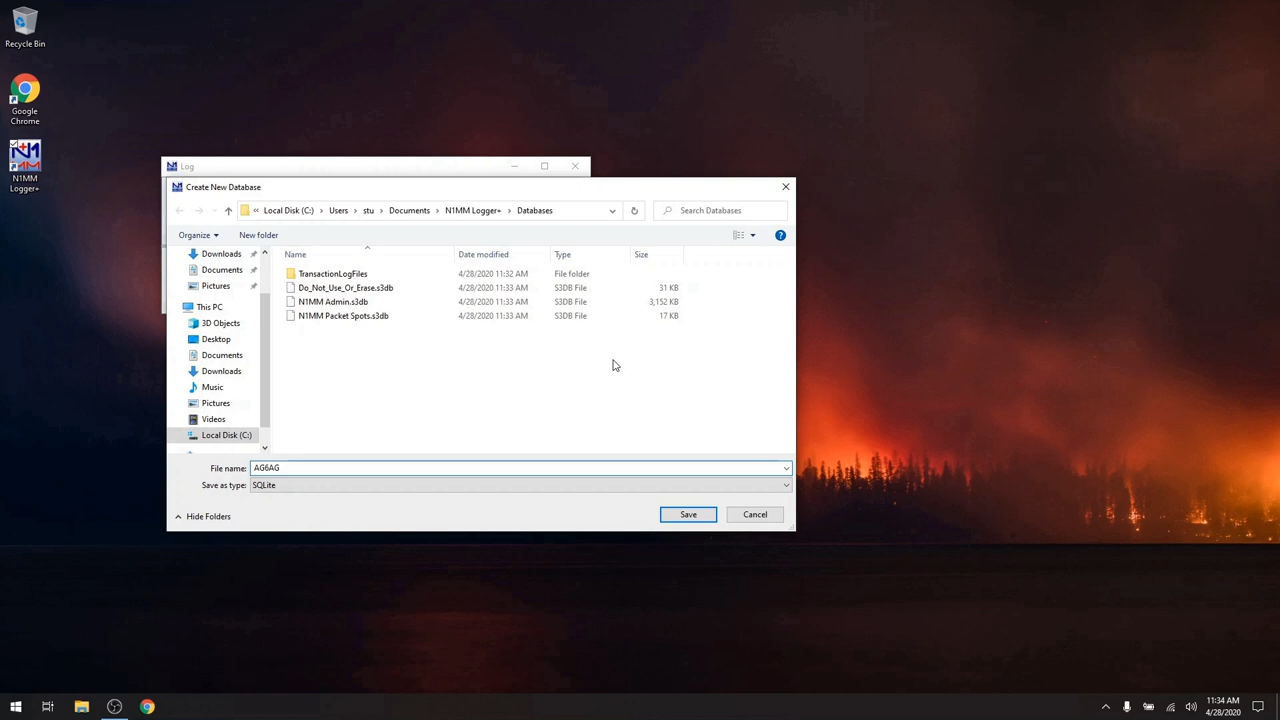 Recycle Bin
Google
Chrome
N1MM
Logger+
Log
Create New Database
« Local Disk (C:) > Users > stu > Documents > N1MM Logger+ > Databases
Search Databases
Organize
New folder
Name
Date modified
Type
Size
Downloads
Documents
Pictures
This PC
3D Objects
Desktop
Documents
Downloads
Music
Pictures
Videos
Local Disk (C:)
TransactionLogFiles 4/28/2020 11:32 AM File folder
Do_Not_Use_Or_Erase.s3db 4/28/2020 11:33 AM S3DB File 31 KB
N1MM Admin.s3db 4/28/2020 11:33 AM S3DB File 3,152 KB
N1MM Packet Spots.s3db 4/28/2020 11:33 AM S3DB File 17 KB
File name: AG6AG
Save as type: SQLite
Hide Folders
Save
Cancel
11:34 AM
4/28/2020